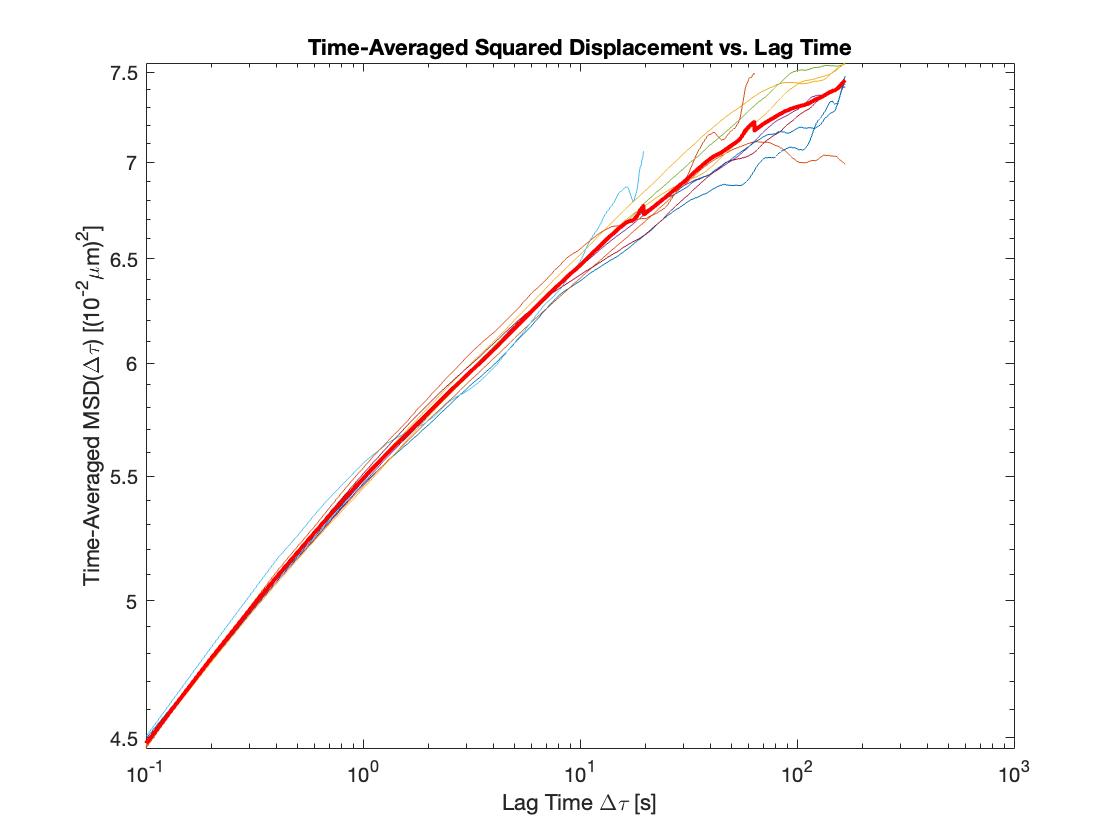 Time-Averaged Squared Displacement vs. Lag Time
Time-Averaged MSD(Δτ) [(10⁻²μm)²]
7.5
7
6.5
6
5.5
5
4.5
10⁻¹ 10⁰ 10¹ 10² 10³
Lag Time Δτ [s]